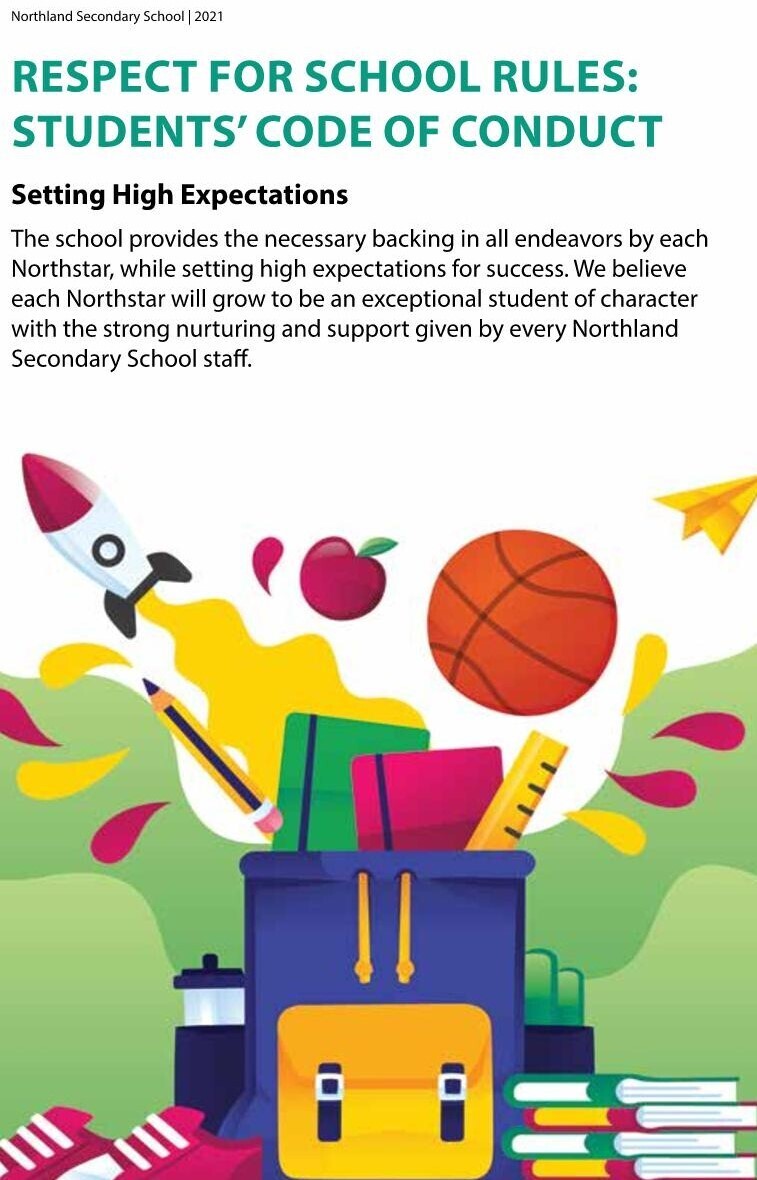 Northland Secondary School | 2021
RESPECT FOR SCHOOL RULES:
STUDENTS’ CODE OF CONDUCT
Setting High Expectations
The school provides the necessary backing in all endeavors by each
Northstar, while setting high expectations for success. We believe
each Northstar will grow to be an exceptional student of character
with the strong nurturing and support given by every Northland
Secondary School staff.